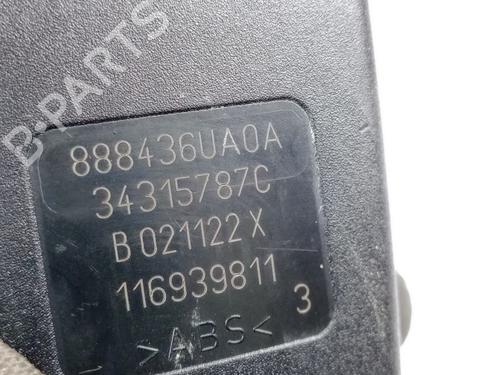 B-PARTS
888436UA0A
34315787C
B 021122 X
116939811
3
>ABS<